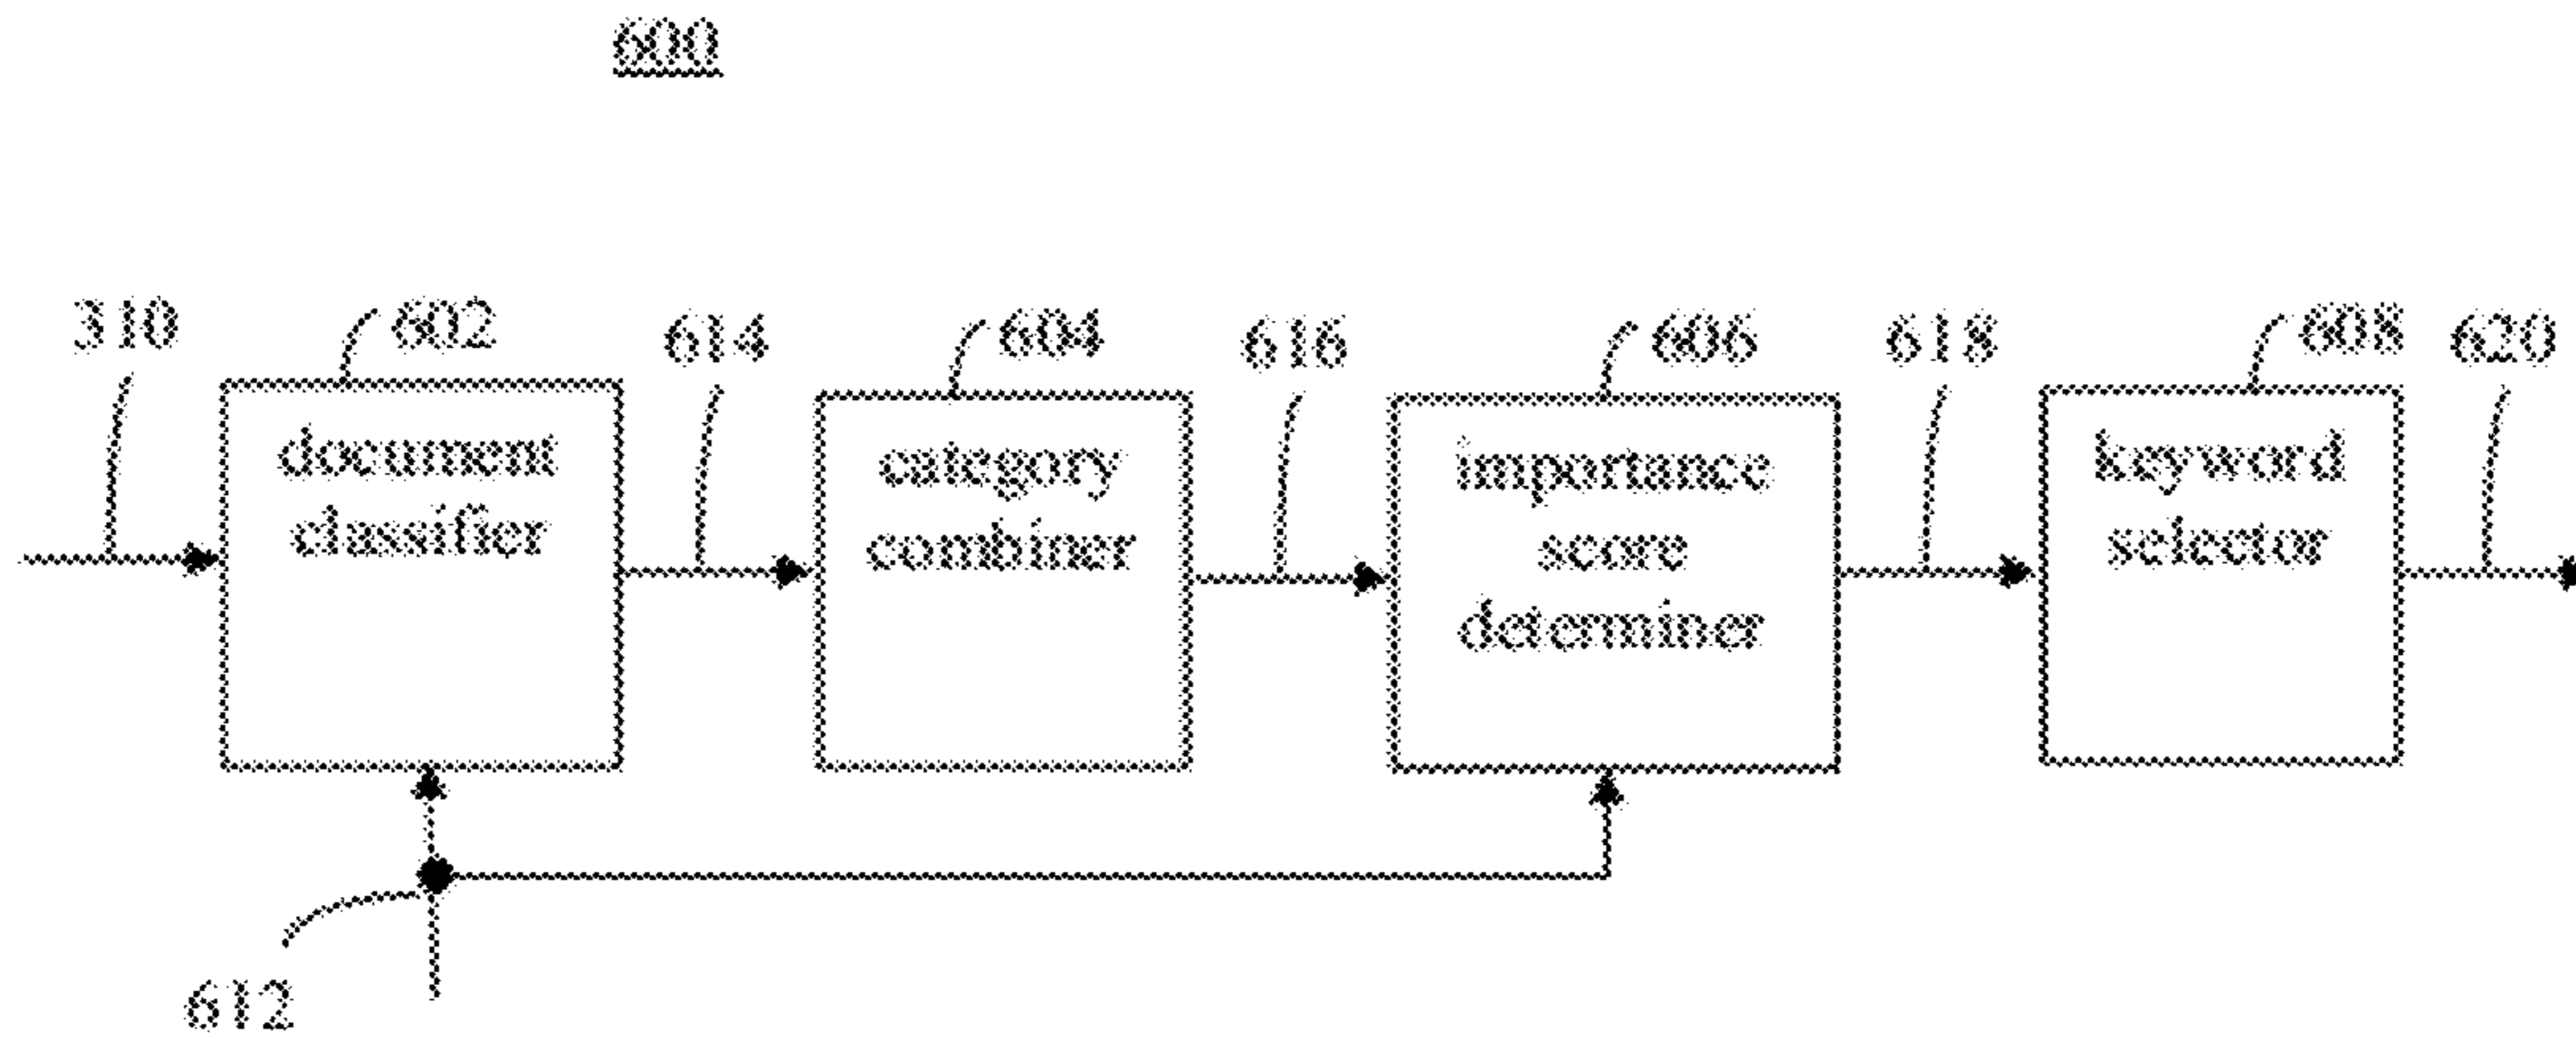 600
310
602
614
604
616
606
618
608
620
document
classifier
category
combiner
importance
score
determiner
keyword
selector
612